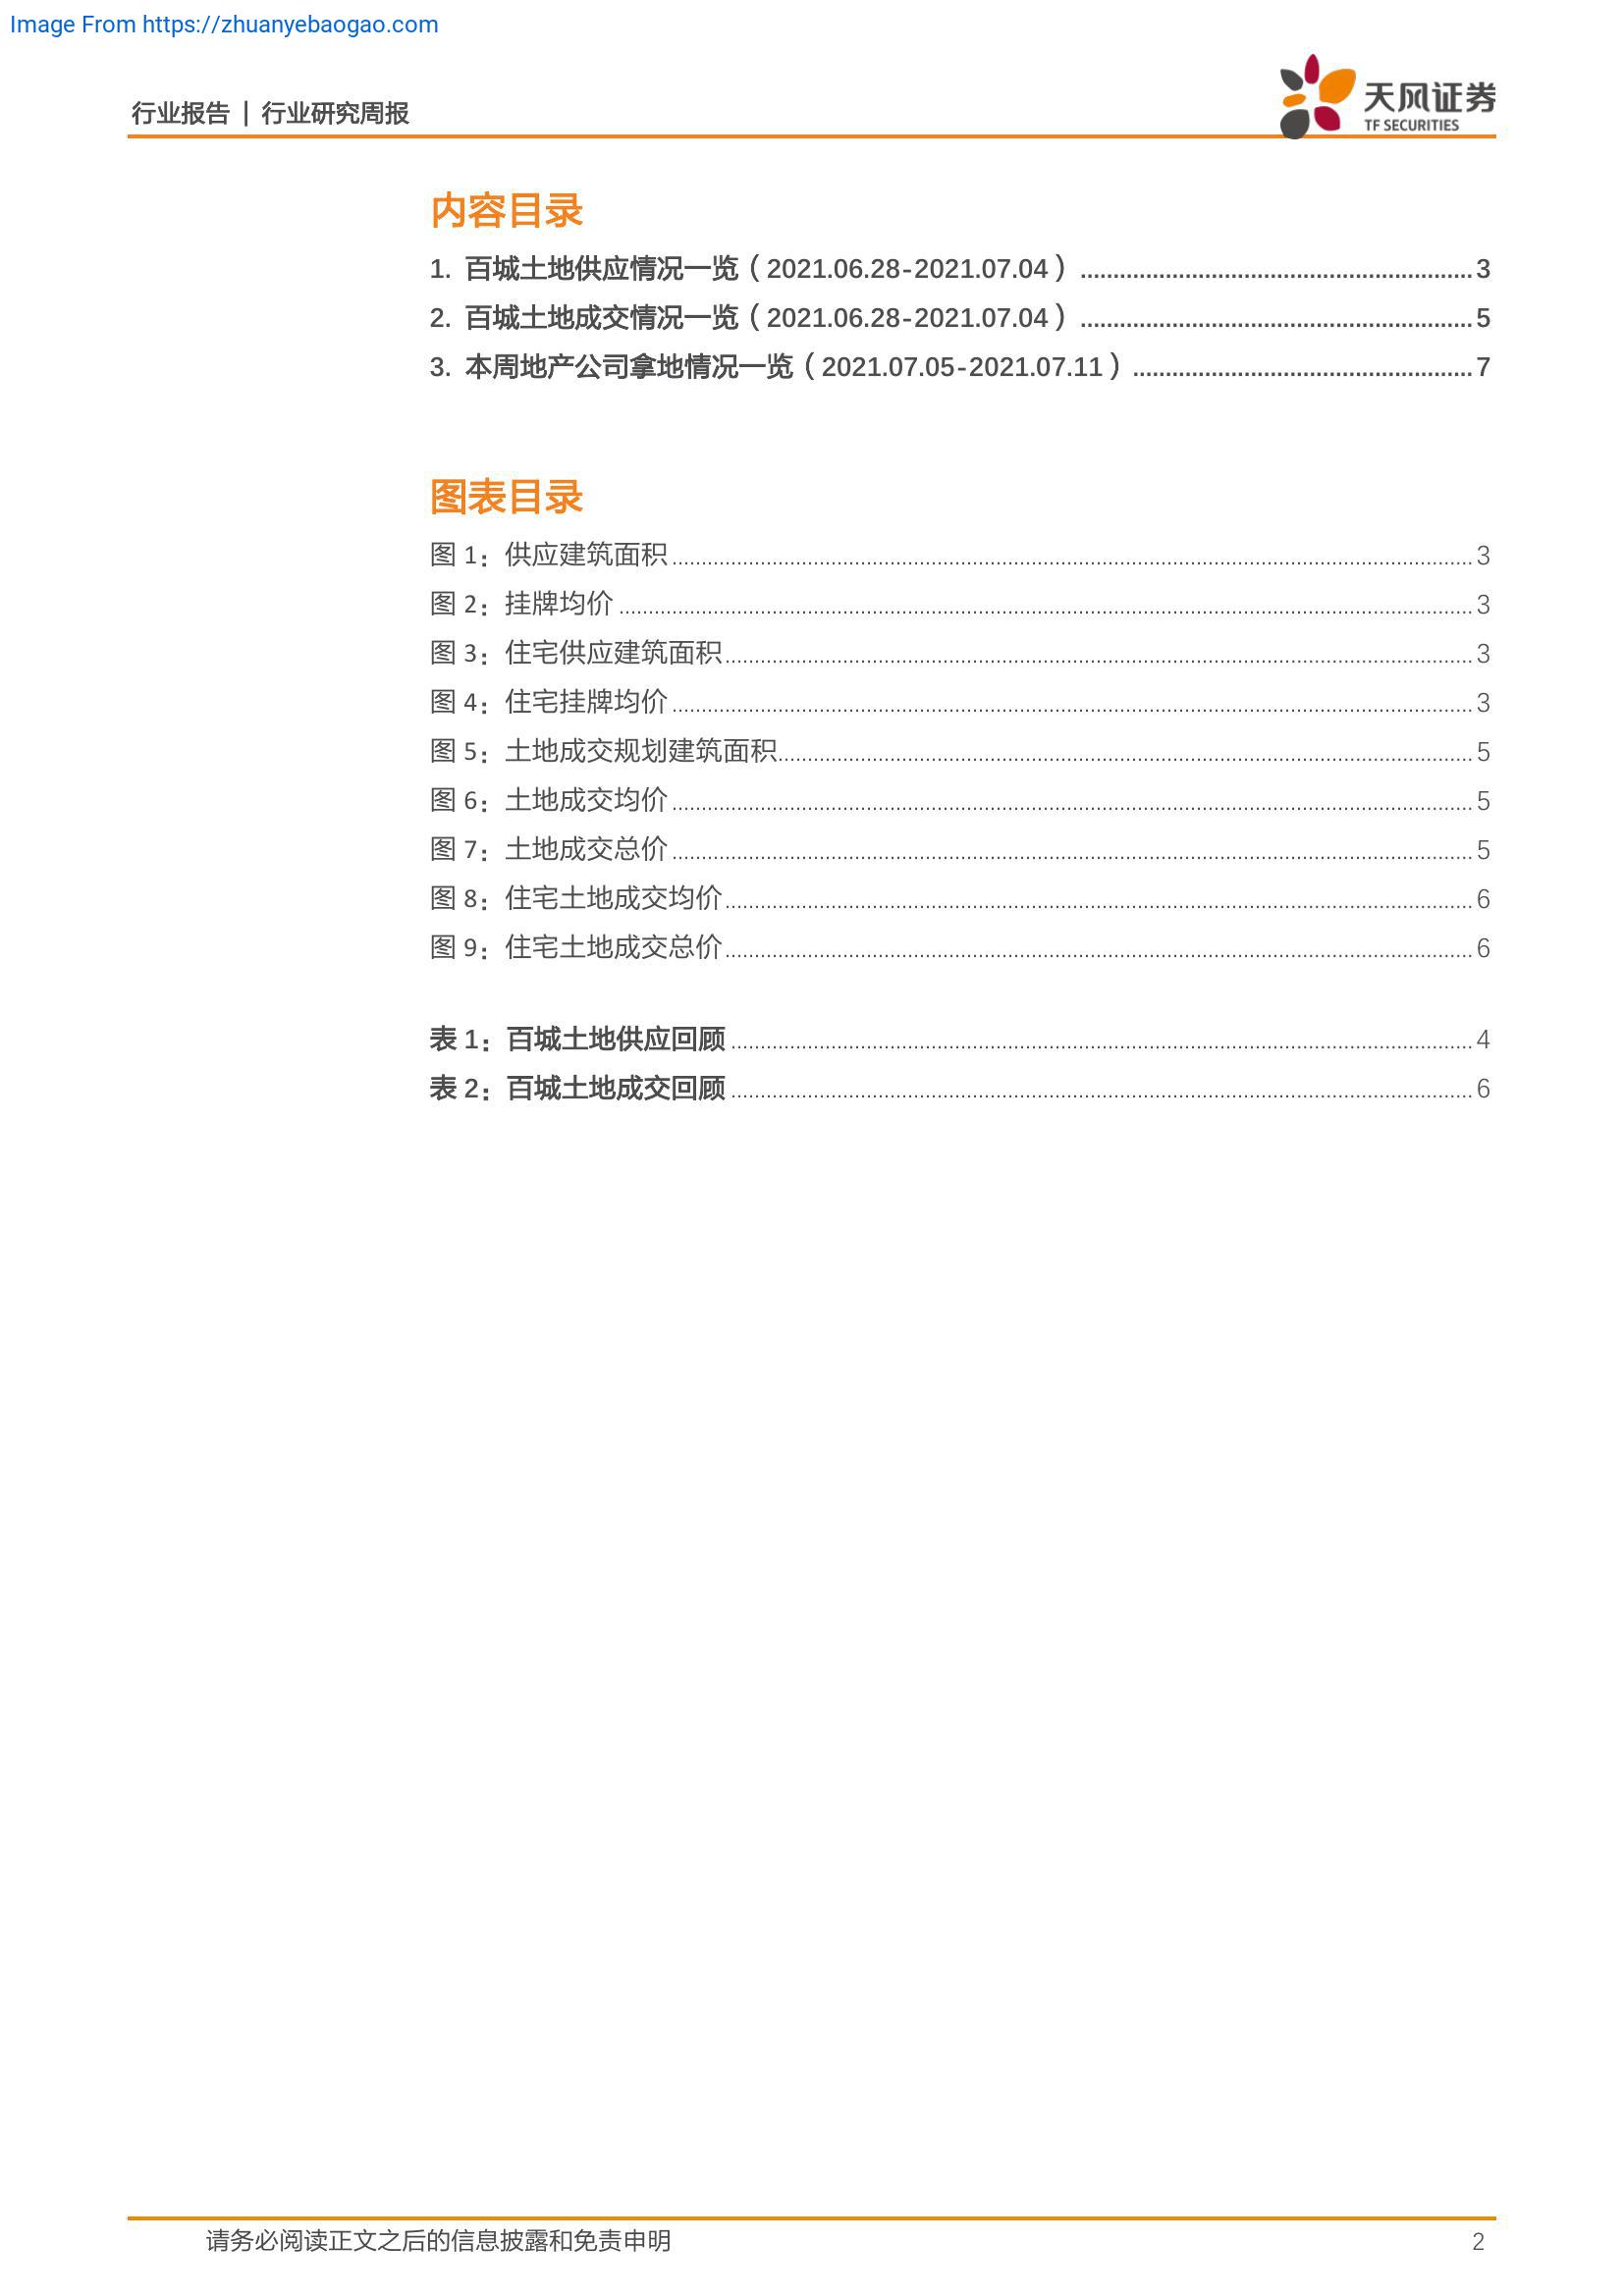 Image From https://zhuanyebaogao.com
行业报告 | 行业研究周报
天风证券
TF SECURITIES
内容目录
1. 百城土地供应情况一览（2021.06.28-2021.07.04）............................................................3
2. 百城土地成交情况一览（2021.06.28-2021.07.04）............................................................5
3. 本周地产公司拿地情况一览（2021.07.05-2021.07.11）....................................................7
图表目录
图 1：供应建筑面积............................................................3
图 2：挂牌均价............................................................3
图 3：住宅供应建筑面积............................................................3
图 4：住宅挂牌均价............................................................3
图 5：土地成交规划建筑面积............................................................5
图 6：土地成交均价............................................................5
图 7：土地成交总价............................................................5
图 8：住宅土地成交均价............................................................6
图 9：住宅土地成交总价............................................................6
表 1：百城土地供应回顾............................................................4
表 2：百城土地成交回顾............................................................6
请务必阅读正文之后的信息披露和免责申明 2